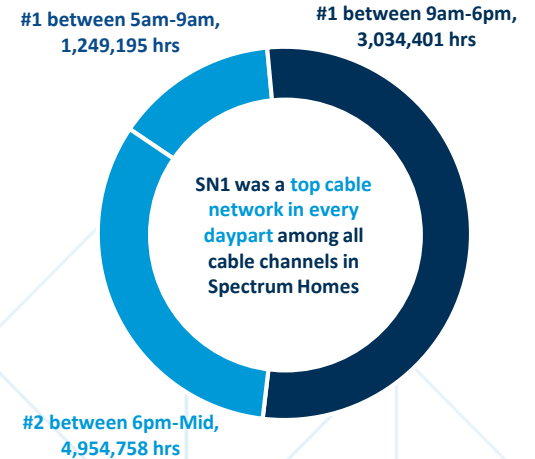 #1 between 5am-9am,
1,249,195 hrs
#1 between 9am-6pm,
3,034,401 hrs
SN1 was a top cable
network in every
daypart among all
cable channels in
Spectrum Homes
#2 between 6pm-Mid,
4,954,758 hrs